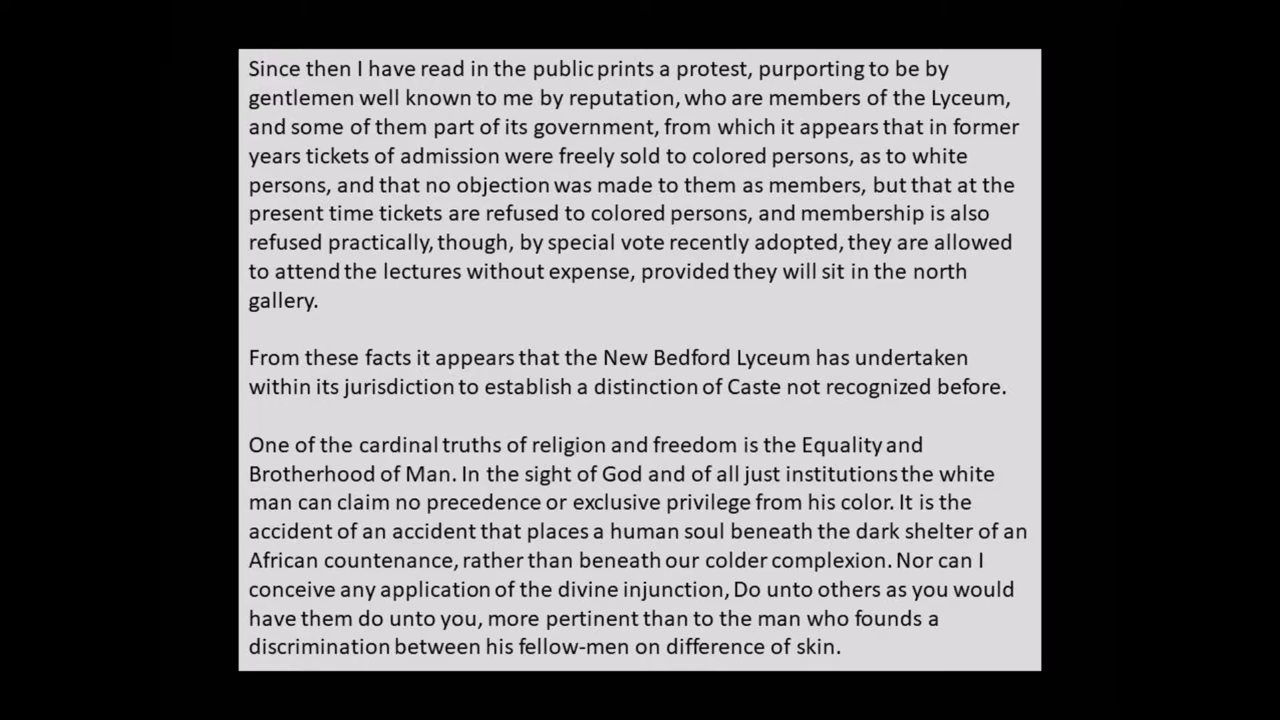 Since then I have read in the public prints a protest, purporting to be by
gentlemen well known to me by reputation, who are members of the Lyceum,
and some of them part of its government, from which it appears that in former
years tickets of admission were freely sold to colored persons, as to white
persons, and that no objection was made to them as members, but that at the
present time tickets are refused to colored persons, and membership is also
refused practically, though, by special vote recently adopted, they are allowed
to attend the lectures without expense, provided they will sit in the north
gallery.
From these facts it appears that the New Bedford Lyceum has undertaken
within its jurisdiction to establish a distinction of Caste not recognized before.
One of the cardinal truths of religion and freedom is the Equality and
Brotherhood of Man. In the sight of God and of all just institutions the white
man can claim no precedence or exclusive privilege from his color. It is the
accident of an accident that places a human soul beneath the dark shelter of an
African countenance, rather than beneath our colder complexion. Nor can I
conceive any application of the divine injunction, Do unto others as you would
have them do unto you, more pertinent than to the man who founds a
discrimination between his fellow-men on difference of skin.